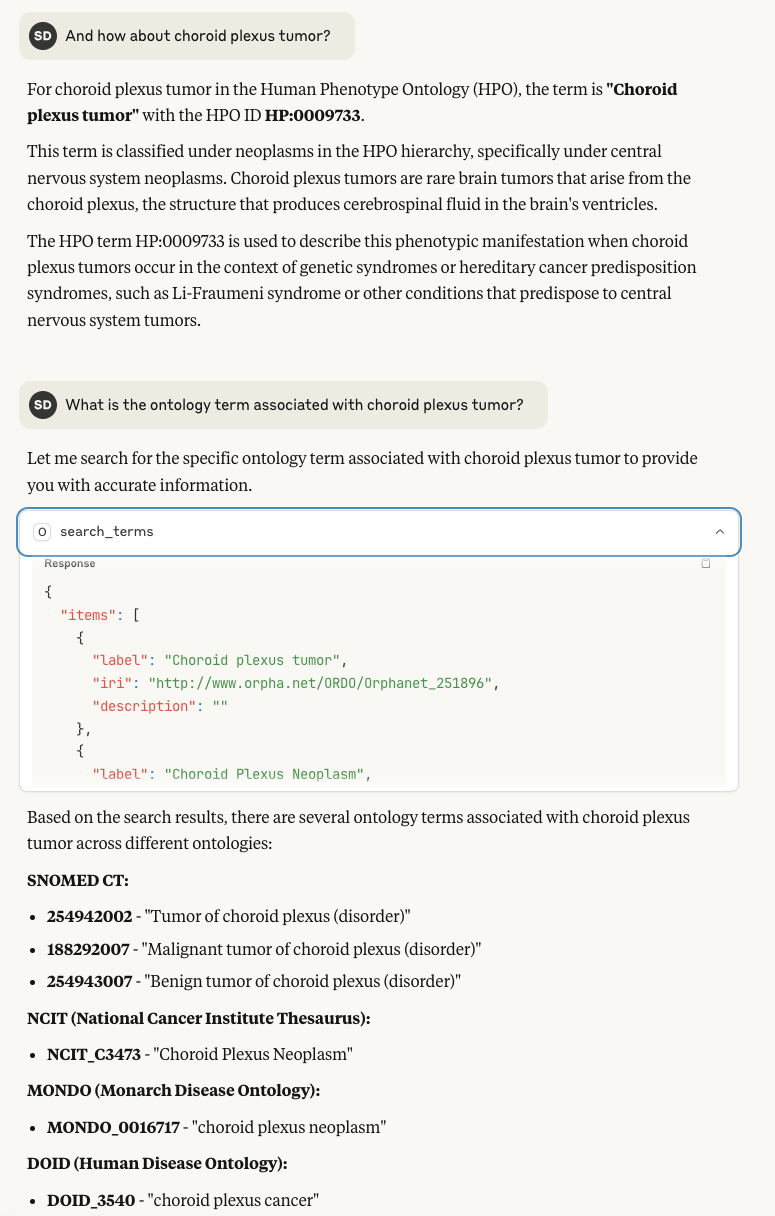 SD And how about choroid plexus tumor?
For choroid plexus tumor in the Human Phenotype Ontology (HPO), the term is "Choroid
plexus tumor" with the HPO ID HP:0009733.
This term is classified under neoplasms in the HPO hierarchy, specifically under central
nervous system neoplasms. Choroid plexus tumors are rare brain tumors that arise from the
choroid plexus, the structure that produces cerebrospinal fluid in the brain's ventricles.
The HPO term HP:0009733 is used to describe this phenotypic manifestation when choroid
plexus tumors occur in the context of genetic syndromes or hereditary cancer predisposition
syndromes, such as Li-Fraumeni syndrome or other conditions that predispose to central
nervous system tumors.
SD What is the ontology term associated with choroid plexus tumor?
Let me search for the specific ontology term associated with choroid plexus tumor to provide
you with accurate information.
O search_terms
Response
{
"items": [
{
"label": "Choroid plexus tumor",
"iri": "http://www.orpha.net/ORDO/Orphanet_251896",
"description": ""
},
{
"label": "Choroid Plexus Neoplasm",
Based on the search results, there are several ontology terms associated with choroid plexus
tumor across different ontologies:
SNOMED CT:
• 254942002 - "Tumor of choroid plexus (disorder)"
• 188292007 - "Malignant tumor of choroid plexus (disorder)"
• 254943007 - "Benign tumor of choroid plexus (disorder)"
NCIT (National Cancer Institute Thesaurus):
• NCIT_C3473 - "Choroid Plexus Neoplasm"
MONDO (Monarch Disease Ontology):
• MONDO_0016717 - "choroid plexus neoplasm"
DOID (Human Disease Ontology):
• DOID_3540 - "choroid plexus cancer"